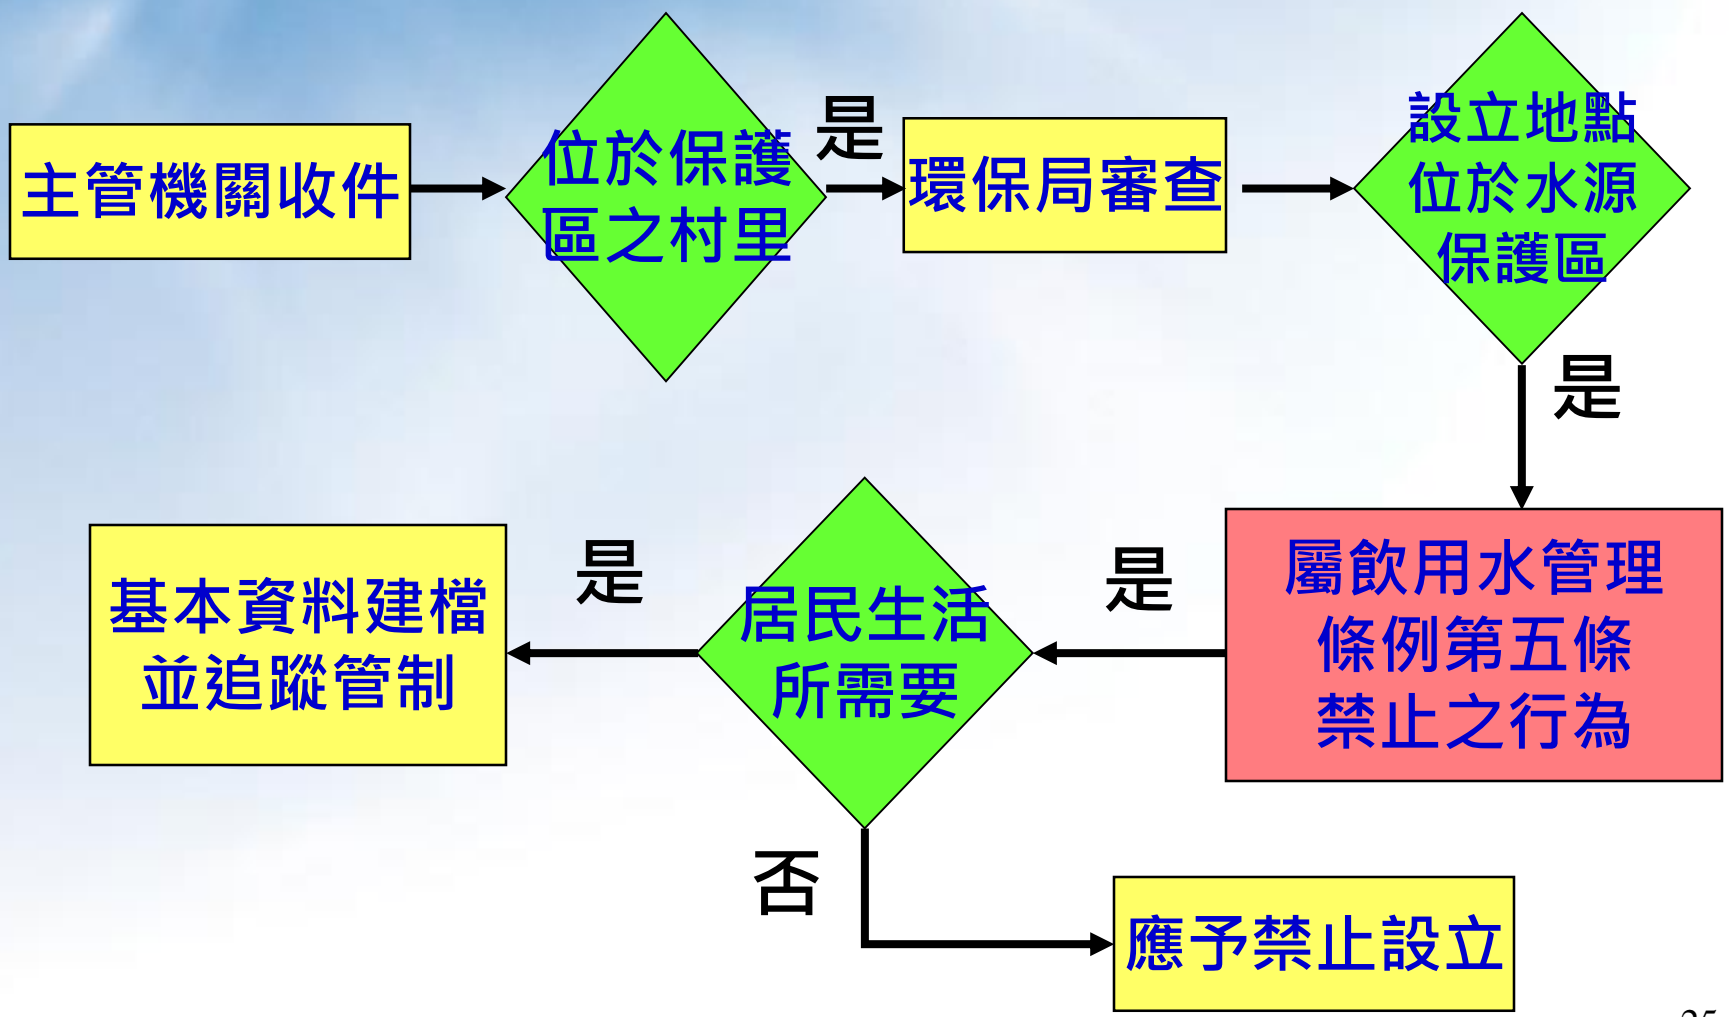 主管機關收件
位於保護
區之村里
是
環保局審查
設立地點
位於水源
保護區
是
屬飲用水管理
條例第五條
禁止之行為
是
居民生活
所需要
是
基本資料建檔
並追蹤管制
否
應予禁止設立
25